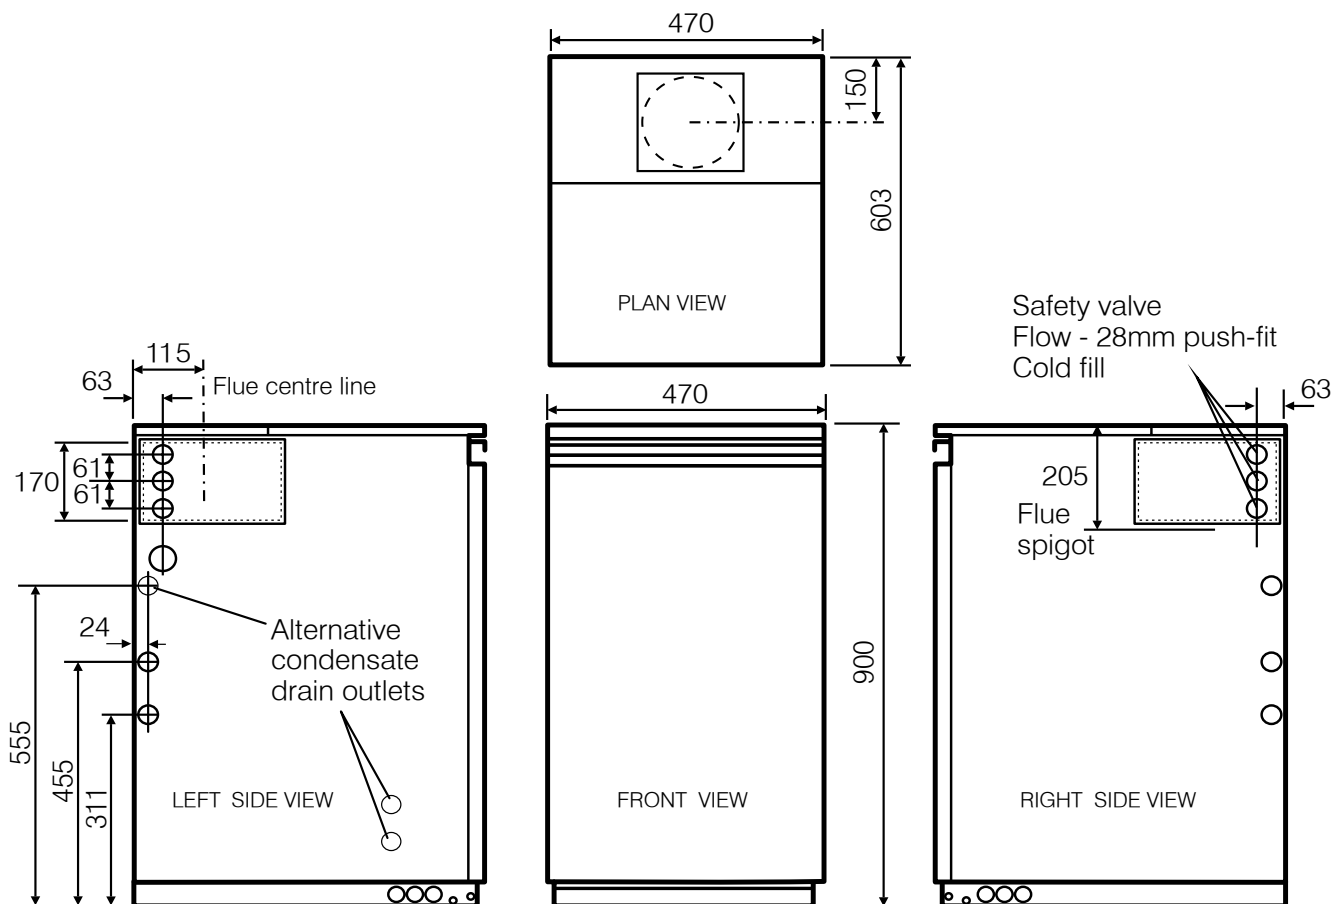 470
150
603
PLAN VIEW
Safety valve
Flow - 28mm push-fit
Cold fill
63
115
63
Flue centre line
470
61
170
61
205
Flue
spigot
24
Alternative
condensate
drain outlets
900
555
455
311
LEFT SIDE VIEW
FRONT VIEW
RIGHT SIDE VIEW